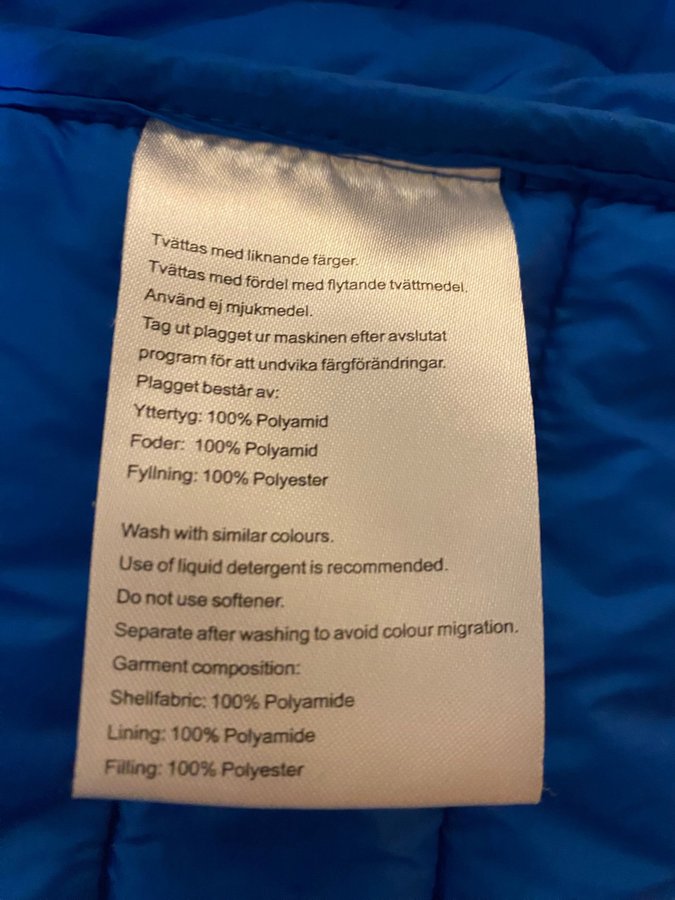 Tvättas med liknande färger.
Tvättas med fördel med flytande tvättmedel.
Använd ej mjukmedel.
Tag ut plagget ur maskinen efter avslutat
program för att undvika färgförändringar.
Plagget består av:
Yttertyg: 100% Polyamid
Foder: 100% Polyamid
Fyllning: 100% Polyester
Wash with similar colours.
Use of liquid detergent is recommended.
Do not use softener.
Separate after washing to avoid colour migration.
Garment composition:
Shellfabric: 100% Polyamide
Lining: 100% Polyamide
Filling: 100% Polyester